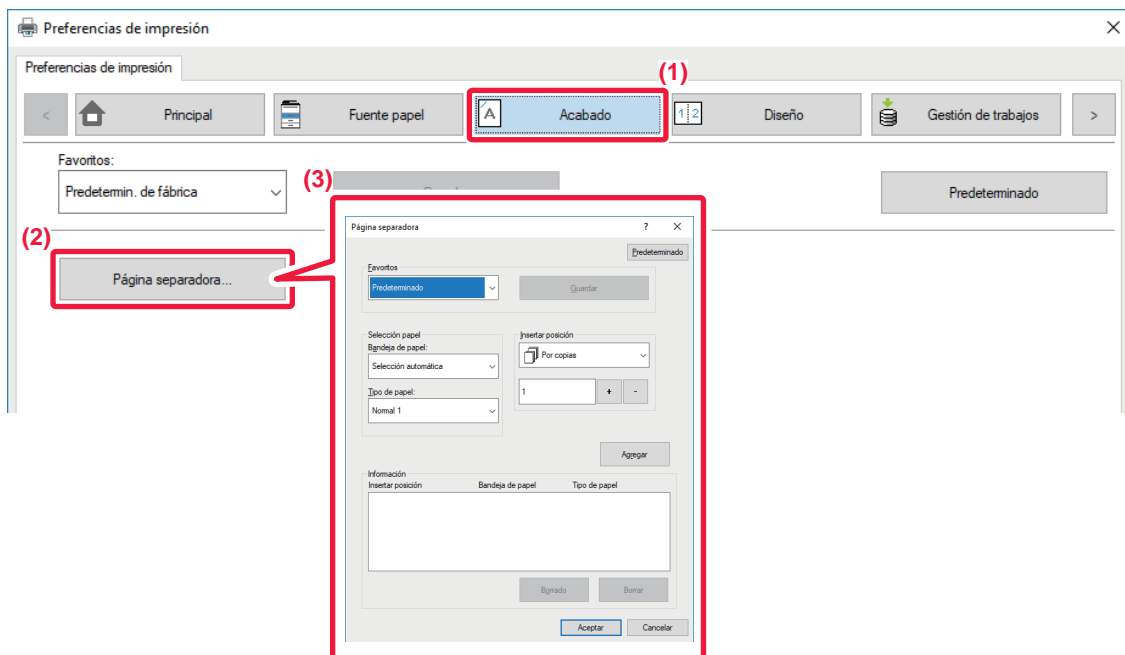 Preferencias de impresión
Preferencias de impresión
(1)
< Principal Fuente papel A Acabado 1 2 Diseño Gestión de trabajos >
Favoritos:
Predetermin. de fábrica
(3)
Predeterminado
(2)
Página separadora...
Página separadora ?
Predeterminado
Favoritos
Predeterminado Guardar
Selección papel Insertar posición
Bandeja de papel: Por copias
Selección automática
Tipo de papel: 1 + -
Normal 1
Agregar
Información
Insertar posición Bandeja de papel Tipo de papel
Borrado Borrar
Aceptar Cancelar